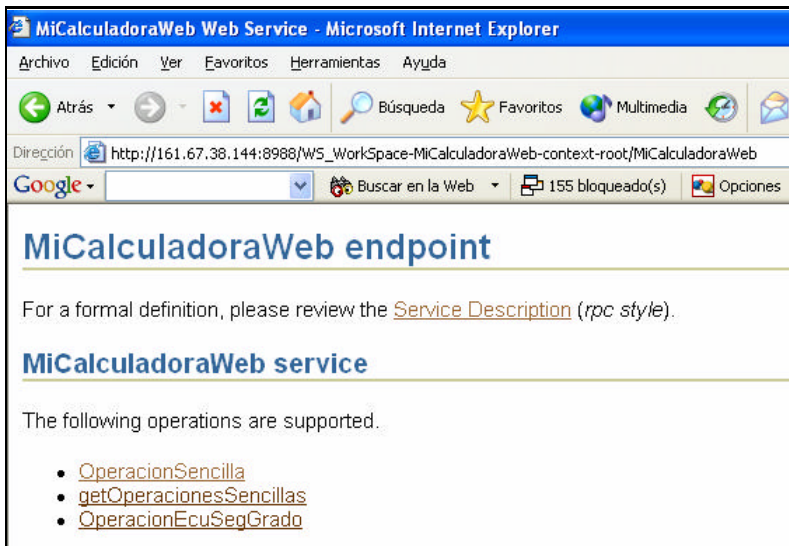 MiCalculadoraWeb Web Service - Microsoft Internet Explorer
Archivo Edición Ver Favoritos Herramientas Ayuda
Atrás Búsqueda Favoritos Multimedia
Dirección http://161.67.38.144:8988/WS_WorkSpace-MiCalculadoraWeb-context-root/MiCalculadoraWeb
Google Buscar en la Web 155 bloqueado(s) Opciones
MiCalculadoraWeb endpoint
For a formal definition, please review the Service Description (rpc style).
MiCalculadoraWeb service
The following operations are supported.
OperacionSencilla
getOperacionesSencillas
OperacionEcuSegGrado